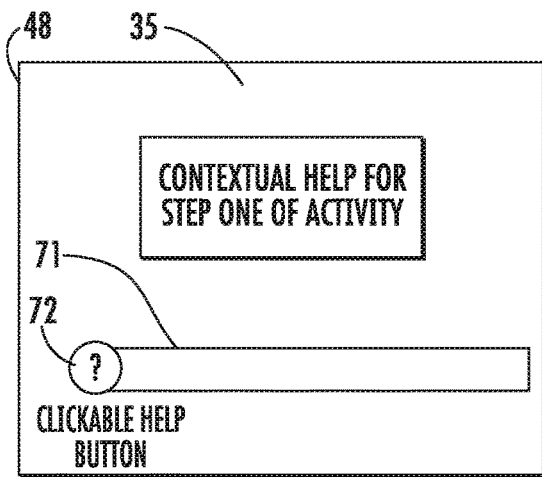 48
35
CONTEXTUAL HELP FOR
STEP ONE OF ACTIVITY
71
72
?
CLICKABLE HELP
BUTTON